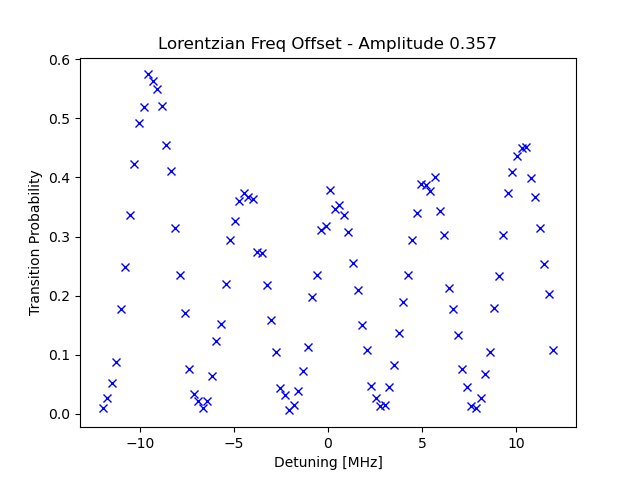 Lorentzian Freq Offset - Amplitude 0.357
Transition Probability
0.6
0.5
0.4
0.3
0.2
0.1
0.0
−10 −5 0 5 10
Detuning [MHz]